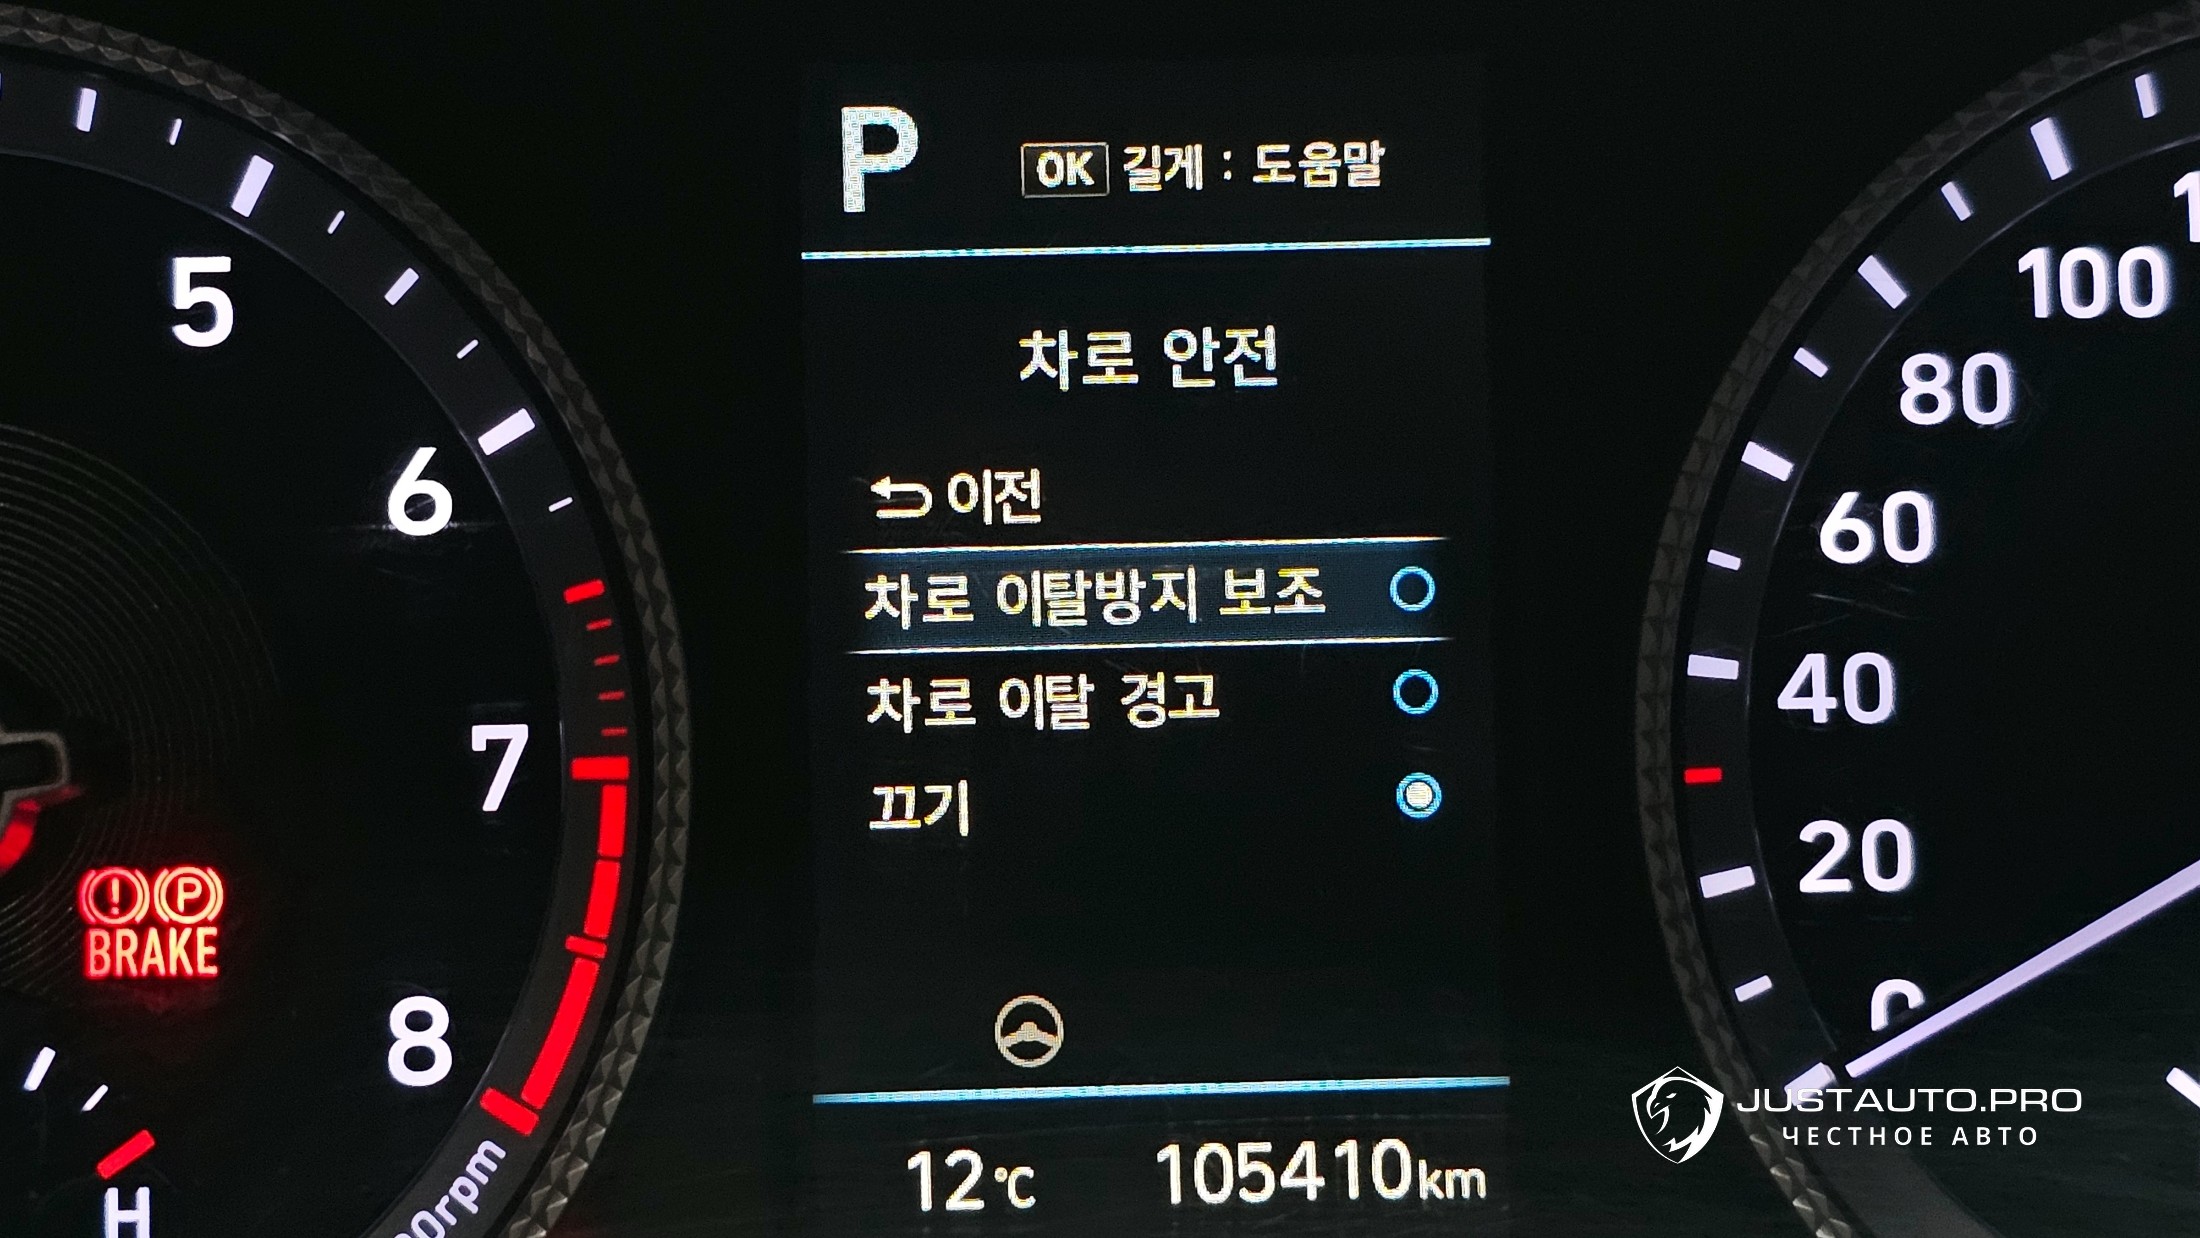 P
OK 길게 : 도움말
차로 안전
이전
차로 이탈방지 보조
차로 이탈 경고
끄기
12°C
105410km
5
6
7
8
H
BRAKE
100
80
60
40
20
0
JUSTAUTO.PRO
ЧЕСТНОЕ АВТО